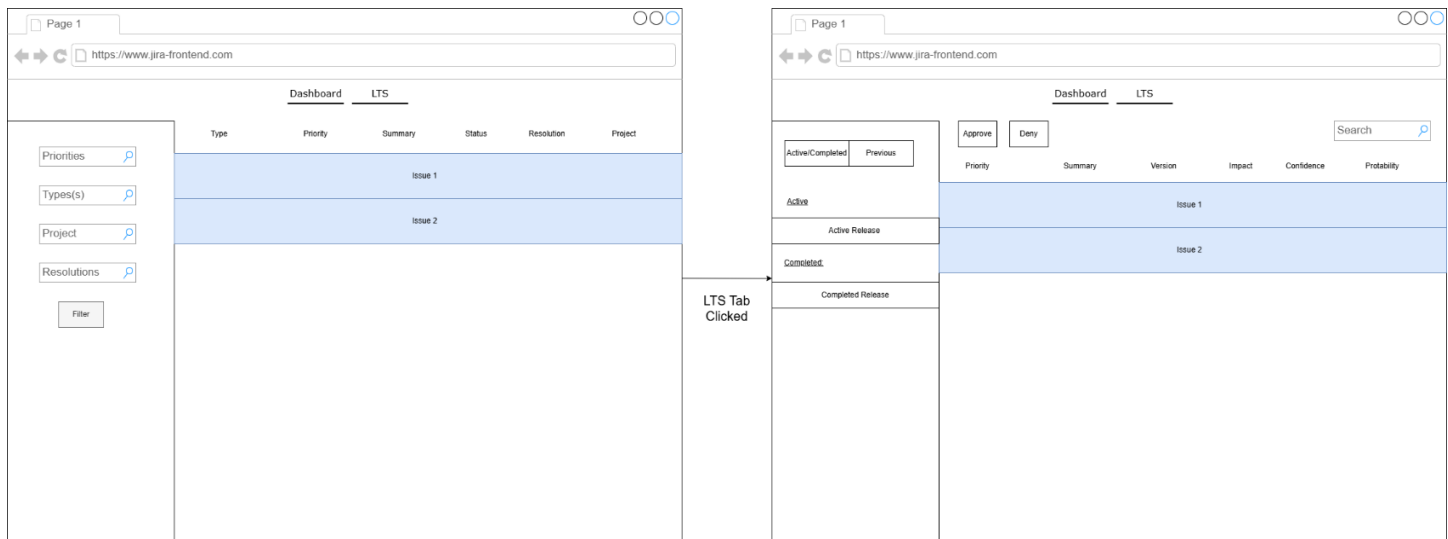 Page 1
https://www.jira-frontend.com
Dashboard LTS
Type Priority Summary Status Resolution Project
Priorities
Types(s)
Project
Resolutions
Filter
Issue 1
Issue 2
LTS Tab
Clicked
Page 1
https://www.jira-frontend.com
Dashboard LTS
Approve Deny Search
Active/Completed Previous
Active
Active Release
Completed:
Completed Release
Priority Summary Version Impact Confidence Protability
Issue 1
Issue 2